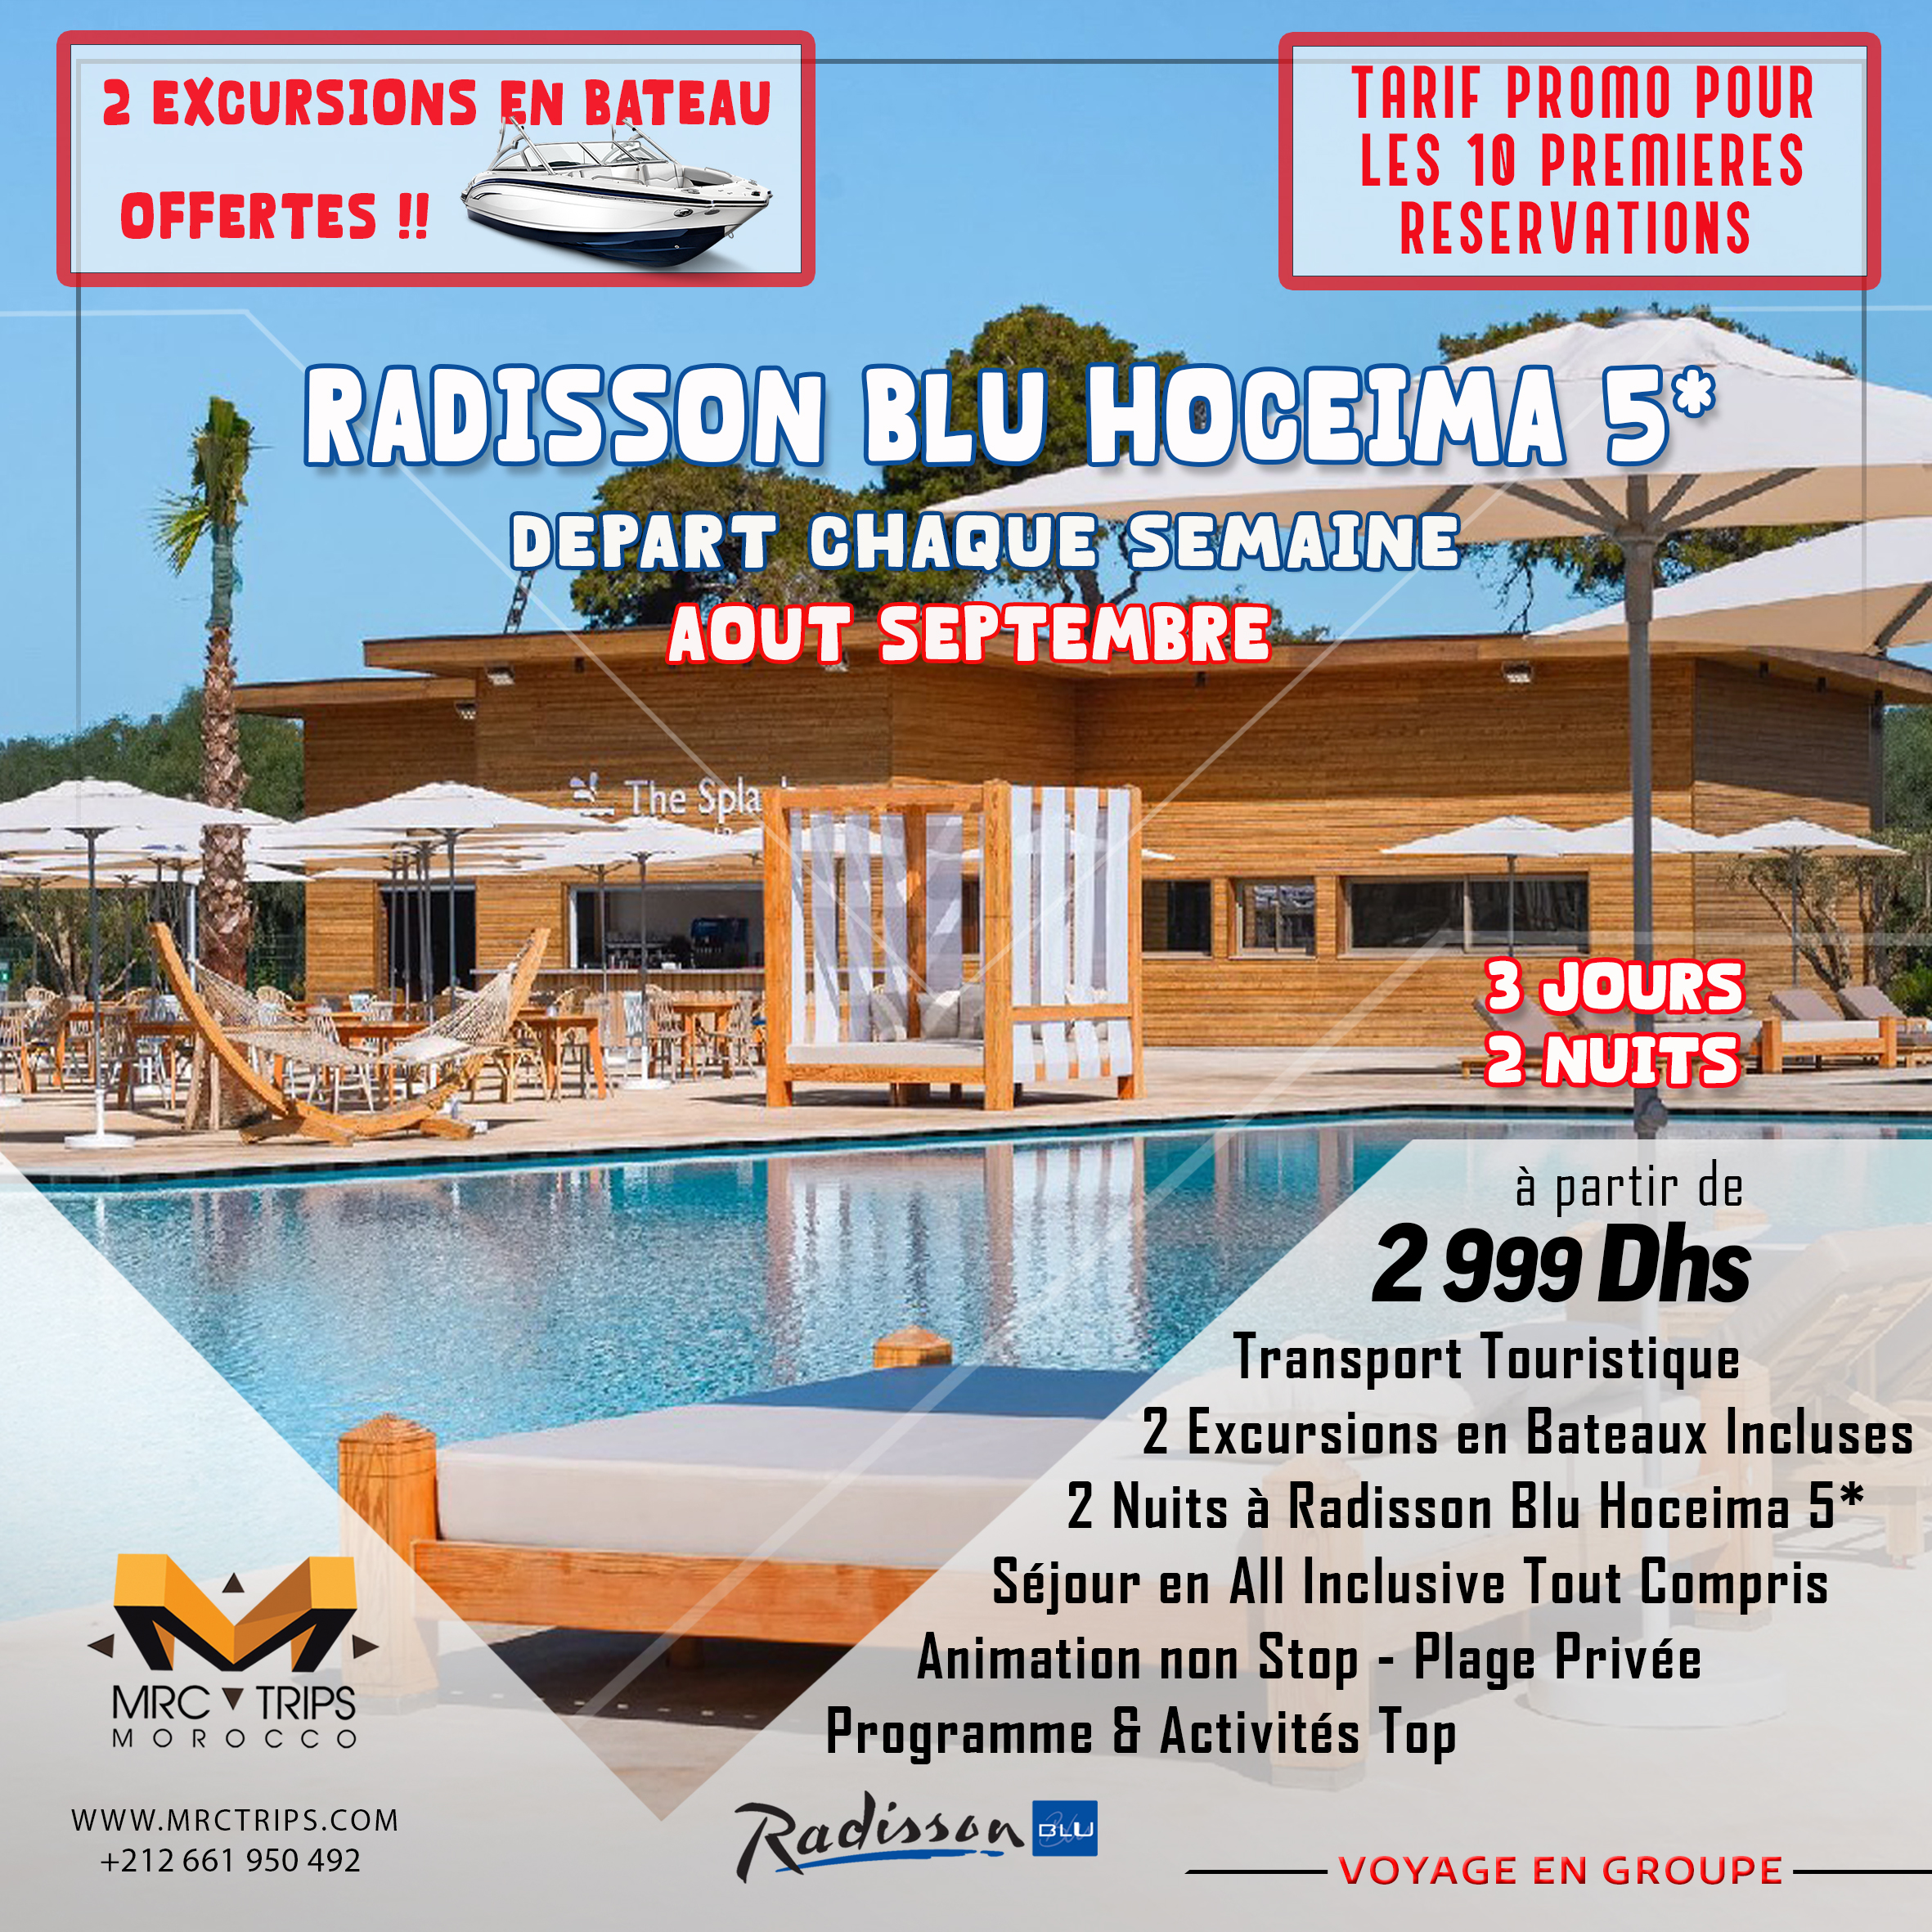 2 EXCURSIONS EN BATEAU
OFFERTES !!
TARIF PROMO POUR
LES 10 PREMIERES
RESERVATIONS
RADISSON BLU HOCEIMA 5*
DEPART CHAQUE SEMAINE
AOUT SEPTEMBRE
The
3 JOURS
2 NUITS
à partir de
2 999 Dhs
Transport Touristique
2 Excursions en Bateaux Incluses
2 Nuits à Radisson Blu Hoceima 5*
Séjour en All Inclusive Tout Compris
Animation non Stop - Plage Privée
Programme & Activités Top
MRC TRIPS
MOROCCO
WWW.MRCTRIPS.COM
+212 661 950 492
Radisson BLU
VOYAGE EN GROUPE